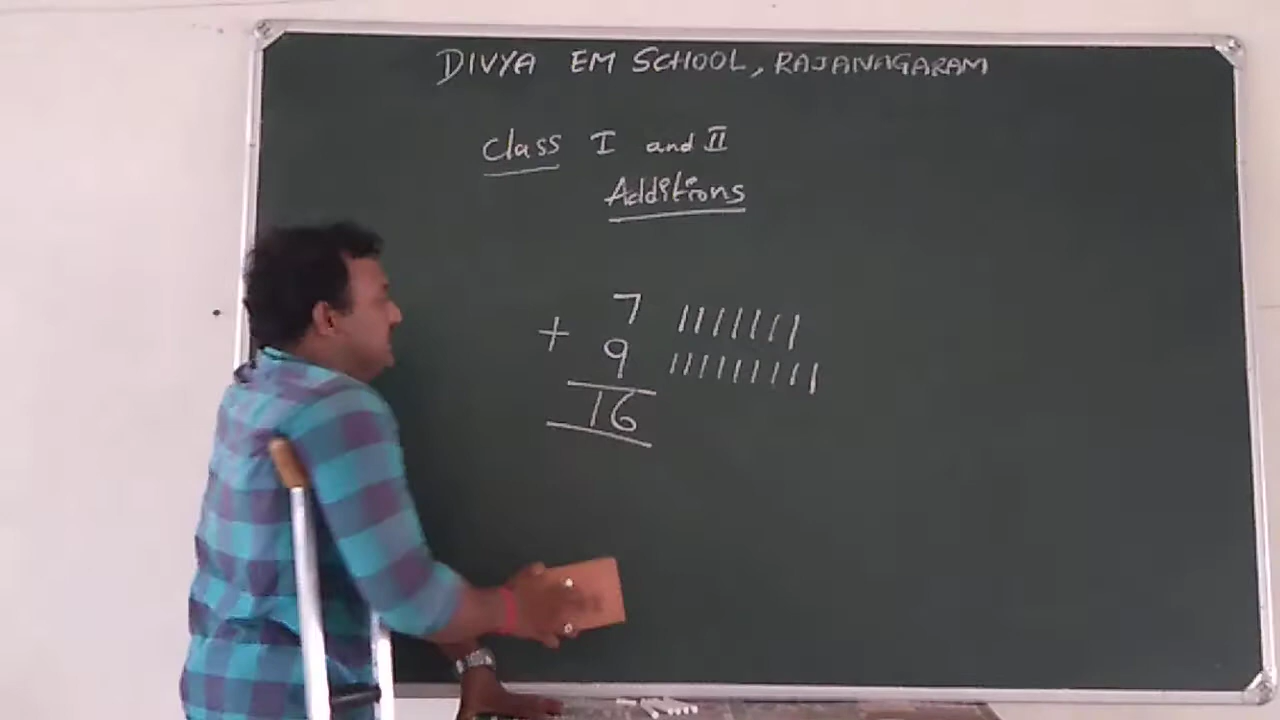 DIVYA EM SCHOOL, RAJANAGARAM
Class I and II
Additions
7 |||||||
+ 9 |||||||||
16